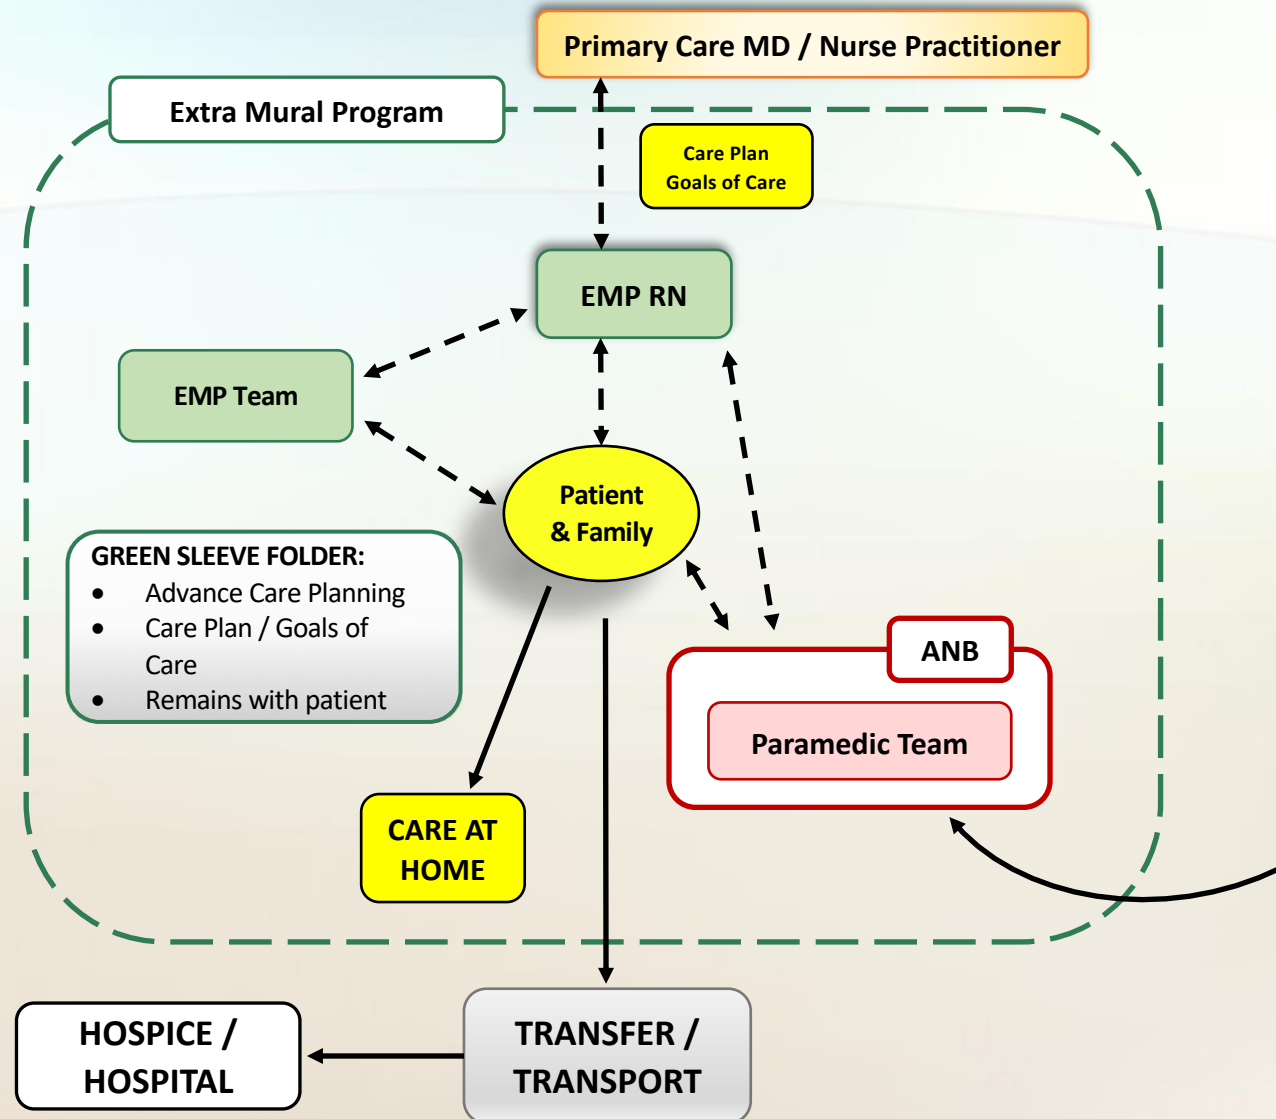 Primary Care MD / Nurse Practitioner
Extra Mural Program
Care Plan
Goals of Care
EMP RN
EMP Team
Patient
& Family
GREEN SLEEVE FOLDER:
• Advance Care Planning
• Care Plan / Goals of
Care
• Remains with patient
ANB
Paramedic Team
CARE AT
HOME
HOSPICE /
HOSPITAL
TRANSFER /
TRANSPORT